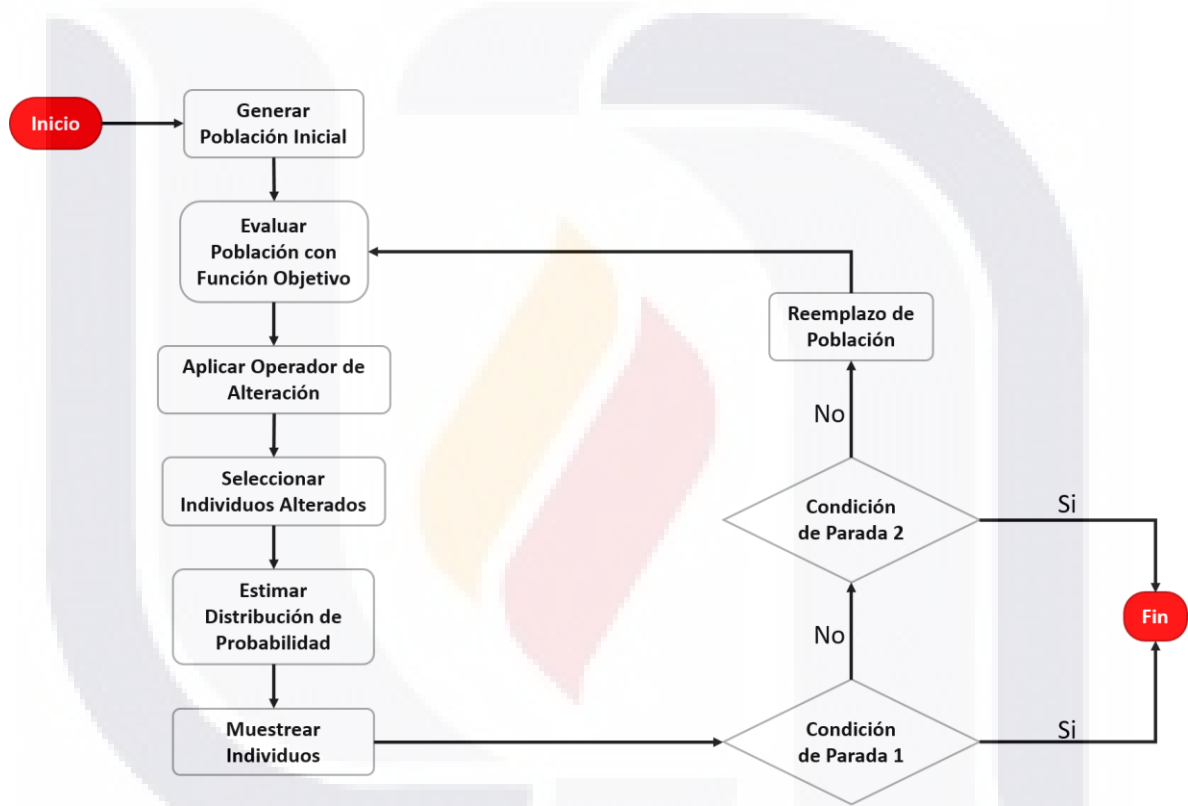 Inicio
Generar
Población Inicial
Evaluar
Población con
Función Objetivo
Aplicar Operador de
Alteración
Seleccionar
Individuos Alterados
Estimar
Distribución de
Probabilidad
Muestrear
Individuos
Condición
de Parada 1
Si
No
Condición
de Parada 2
Si
No
Reemplazo de
Población
Fin